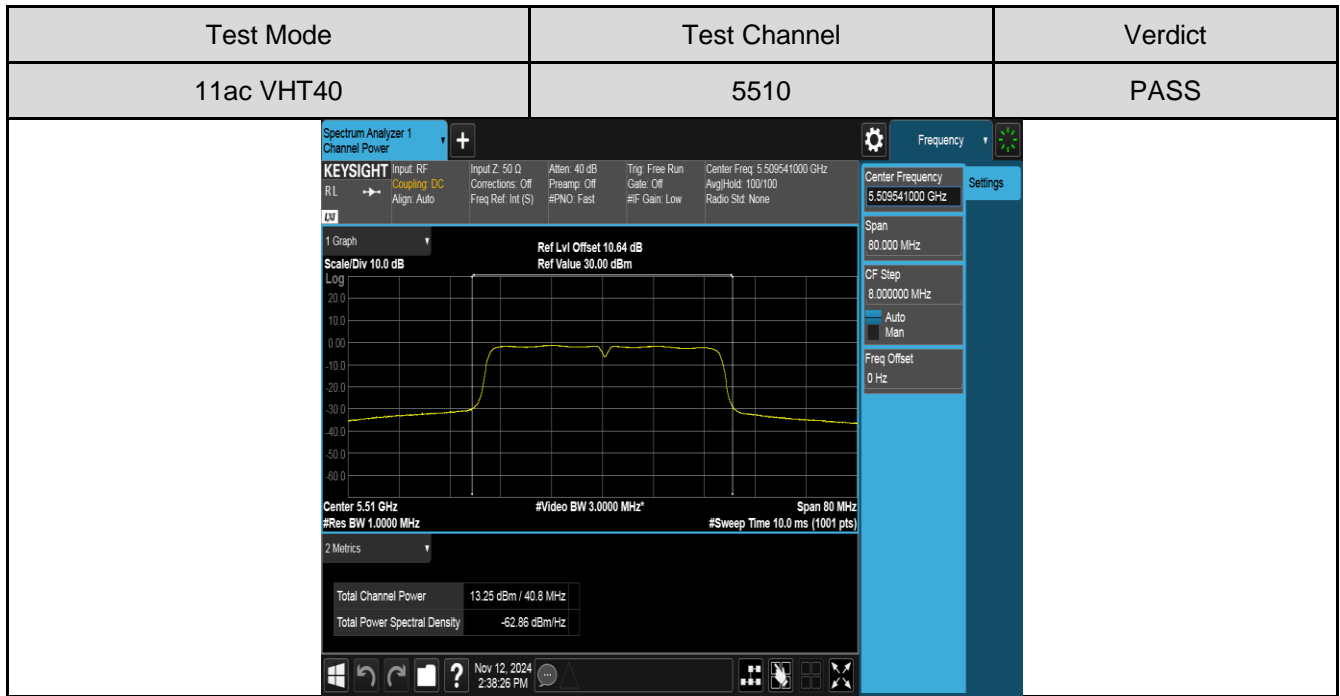 Test Mode Test Channel Verdict
11ac VHT40 5510 PASS
Spectrum Analyzer 1
Channel Power
+
Frequency
KEYSIGHT Input: RF Input Z: 50 Ω Atten: 40 dB Trig: Free Run Center Freq: 5.509541000 GHz
RL Coupling: DC Corrections: Off Preamp: Off Gate: Off Avg|Hold: 100/100
Align: Auto Freq Ref: Int (S) #PNO: Fast #IF Gain: Low Radio Std: None
LXI
Center Frequency
5.509541000 GHz
Settings
Span
80.000 MHz
CF Step
8.000000 MHz
Auto
Man
Freq Offset
0 Hz
1 Graph
Ref Lvl Offset 10.64 dB
Scale/Div 10.0 dB Ref Value 30.00 dBm
Log
20.0
10.0
0.00
-10.0
-20.0
-30.0
-40.0
-50.0
-60.0
Center 5.51 GHz #Video BW 3.0000 MHz* Span 80 MHz
#Res BW 1.0000 MHz #Sweep Time 10.0 ms (1001 pts)
2 Metrics
Total Channel Power 13.25 dBm / 40.8 MHz
Total Power Spectral Density -62.86 dBm/Hz
? Nov 12, 2024
2:38:26 PM